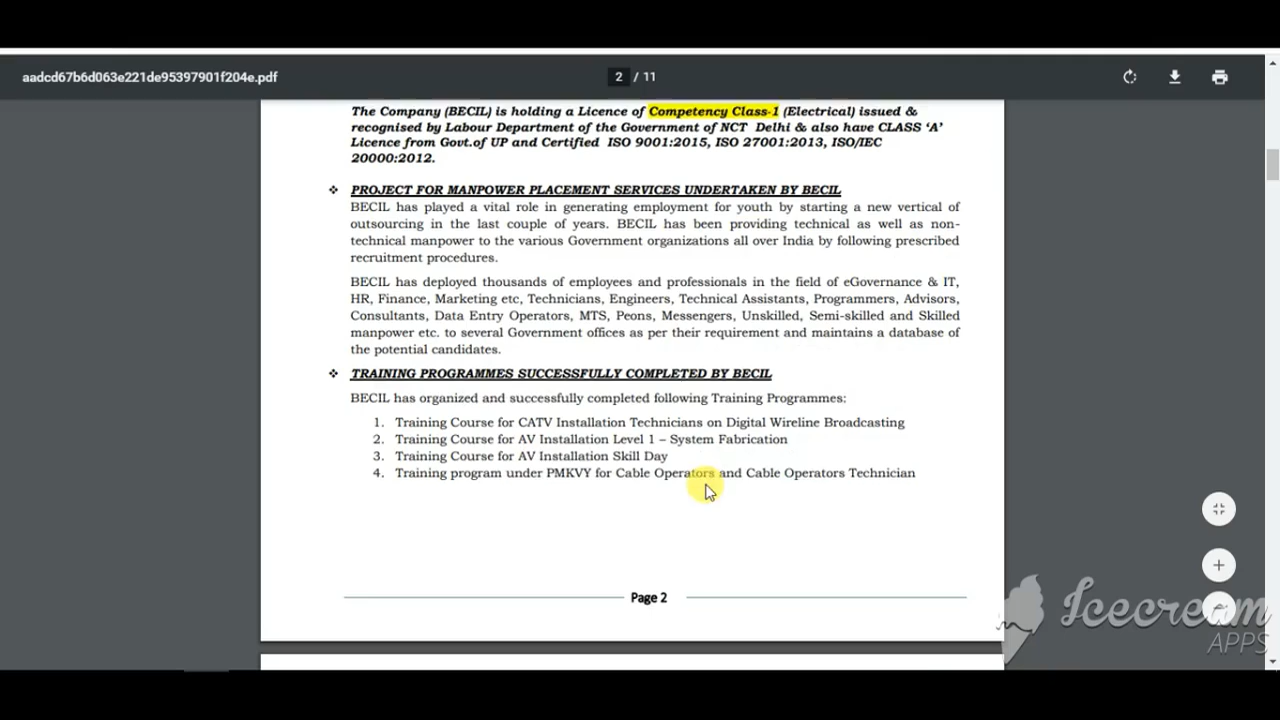 aadcd67b6d063e221de95397901f204e.pdf
2 / 11
The Company (BECIL) is holding a Licence of Competency Class-1 (Electrical) issued &
recognised by Labour Department of the Government of NCT Delhi & also have CLASS 'A'
Licence from Govt.of UP and Certified ISO 9001:2015, ISO 27001:2013, ISO/IEC
20000:2012.
❖ PROJECT FOR MANPOWER PLACEMENT SERVICES UNDERTAKEN BY BECIL
BECIL has played a vital role in generating employment for youth by starting a new vertical of
outsourcing in the last couple of years. BECIL has been providing technical as well as non-
technical manpower to the various Government organizations all over India by following prescribed
recruitment procedures.
BECIL has deployed thousands of employees and professionals in the field of eGovernance & IT,
HR, Finance, Marketing etc, Technicians, Engineers, Technical Assistants, Programmers, Advisors,
Consultants, Data Entry Operators, MTS, Peons, Messengers, Unskilled, Semi-skilled and Skilled
manpower etc. to several Government offices as per their requirement and maintains a database of
the potential candidates.
❖ TRAINING PROGRAMMES SUCCESSFULLY COMPLETED BY BECIL
BECIL has organized and successfully completed following Training Programmes:
1. Training Course for CATV Installation Technicians on Digital Wireline Broadcasting
2. Training Course for AV Installation Level 1 – System Fabrication
3. Training Course for AV Installation Skill Day
4. Training program under PMKVY for Cable Operators and Cable Operators Technician
Page 2
Icecream
APPS